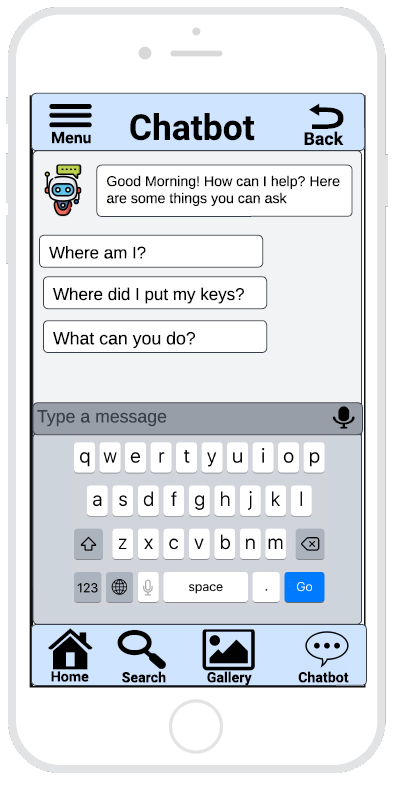 Menu
Chatbot
Back
Good Morning! How can I help? Here
are some things you can ask
Where am I?
Where did I put my keys?
What can you do?
Type a message
q w e r t y u i o p
a s d f g h j k l
z x c v b n m
123 space . Go
Home Search Gallery Chatbot